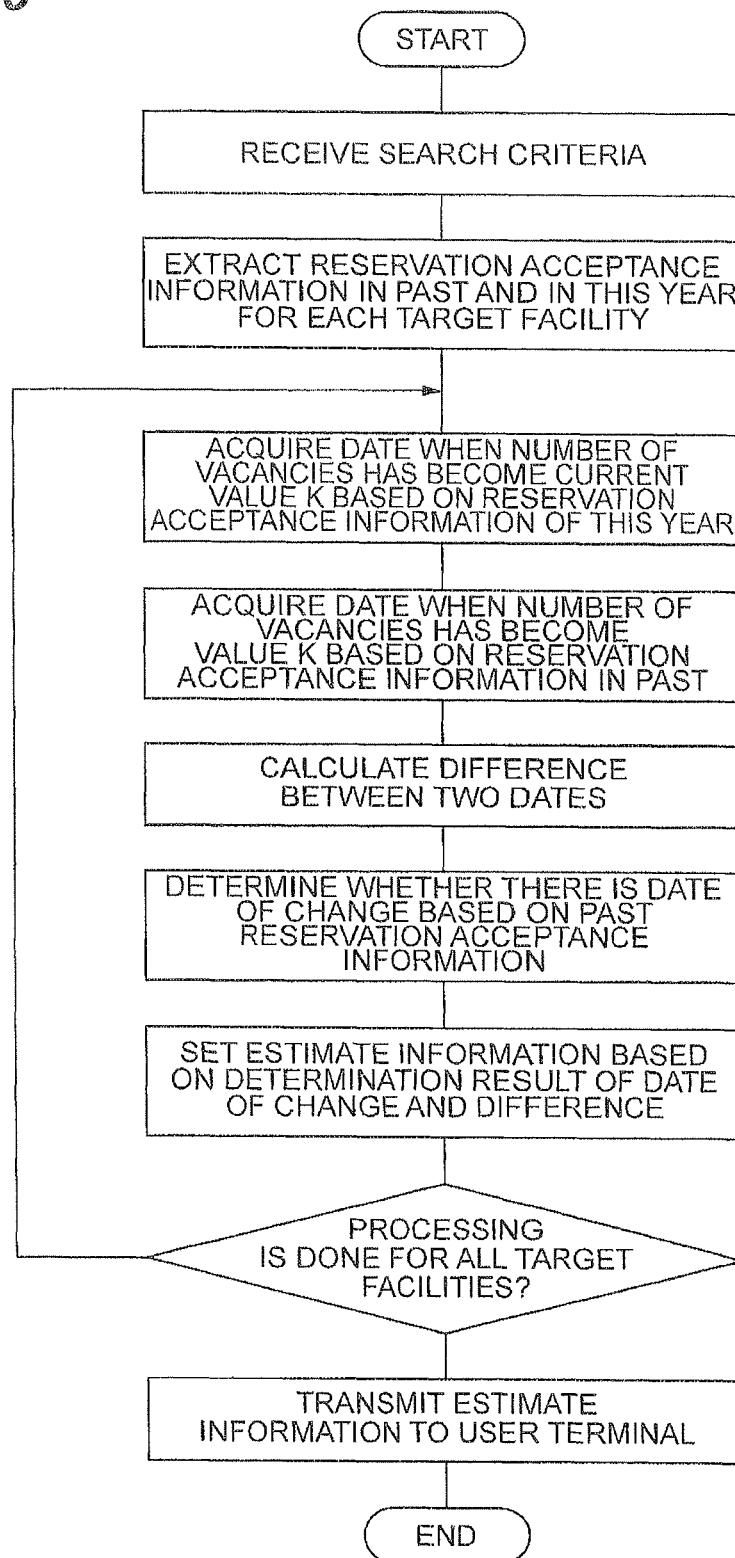 START
RECEIVE SEARCH CRITERIA
EXTRACT RESERVATION ACCEPTANCE
INFORMATION IN PAST AND IN THIS YEAR
FOR EACH TARGET FACILITY
ACQUIRE DATE WHEN NUMBER OF
VACANCIES HAS BECOME CURRENT
VALUE K BASED ON RESERVATION
ACCEPTANCE INFORMATION OF THIS YEAR
ACQUIRE DATE WHEN NUMBER OF
VACANCIES HAS BECOME
VALUE K BASED ON RESERVATION
ACCEPTANCE INFORMATION IN PAST
CALCULATE DIFFERENCE
BETWEEN TWO DATES
DETERMINE WHETHER THERE IS DATE
OF CHANGE BASED ON PAST
RESERVATION ACCEPTANCE
INFORMATION
SET ESTIMATE INFORMATION BASED
ON DETERMINATION RESULT OF DATE
OF CHANGE AND DIFFERENCE
PROCESSING
IS DONE FOR ALL TARGET
FACILITIES?
TRANSMIT ESTIMATE
INFORMATION TO USER TERMINAL
END